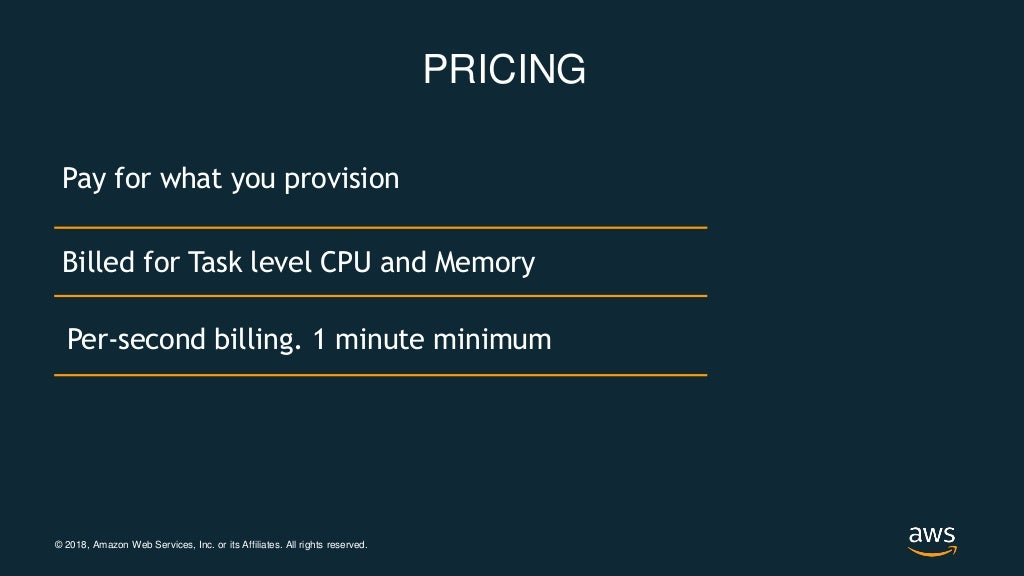 PRICING
Pay for what you provision
Billed for Task level CPU and Memory
Per-second billing. 1 minute minimum
© 2018, Amazon Web Services, Inc. or its Affiliates. All rights reserved.
aws